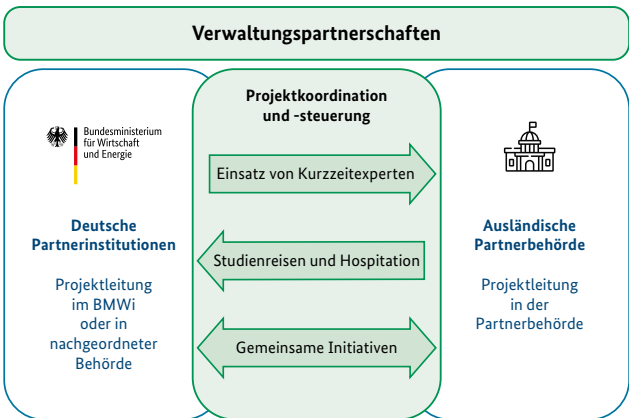 Verwaltungspartnerschaften
Projektkoordination
und -steuerung
Bundesministerium
für Wirtschaft
und Energie
Einsatz von Kurzzeitexperten
Deutsche
Partnerinstitutionen
Projektleitung
im BMWi
oder in
nachgeordneter
Behörde
Studienreisen und Hospitation
Gemeinsame Initiativen
Ausländische
Partnerbehörde
Projektleitung
in der
Partnerbehörde